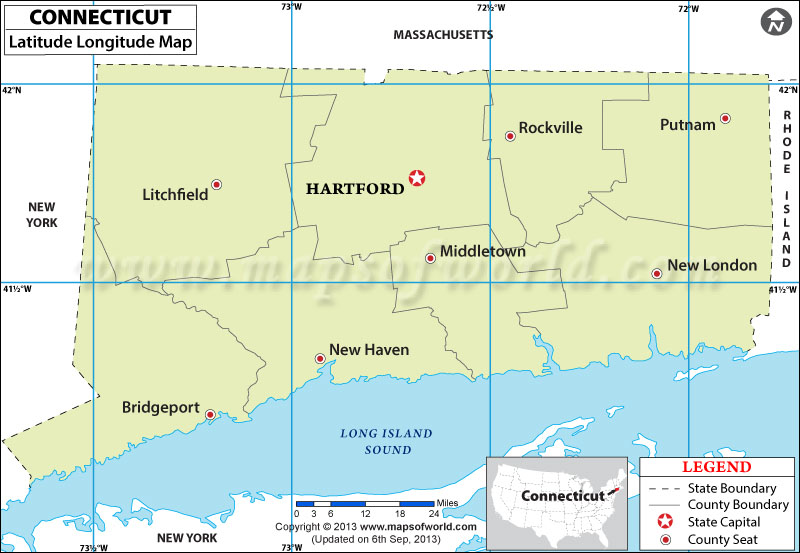 CONNECTICUT
Latitude Longitude Map
73°W
72½°W
72°W
N
MASSACHUSETTS
42°N
42°N
Rockville
Putnam
RHODE ISLAND
Litchfield
HARTFORD
NEW
YORK
Middletown
New London
www.mapsofworld.com
41½°W
41½°W
New Haven
Bridgeport
LONG ISLAND
SOUND
Connecticut
LEGEND
State Boundary
County Boundary
State Capital
County Seat
Miles
0 3 6 12 18 24
Copyright © 2013 www.mapsofworld.com
(Updated on 6th Sep, 2013)
NEW YORK
73½°W
73°W
72½°W
72°W